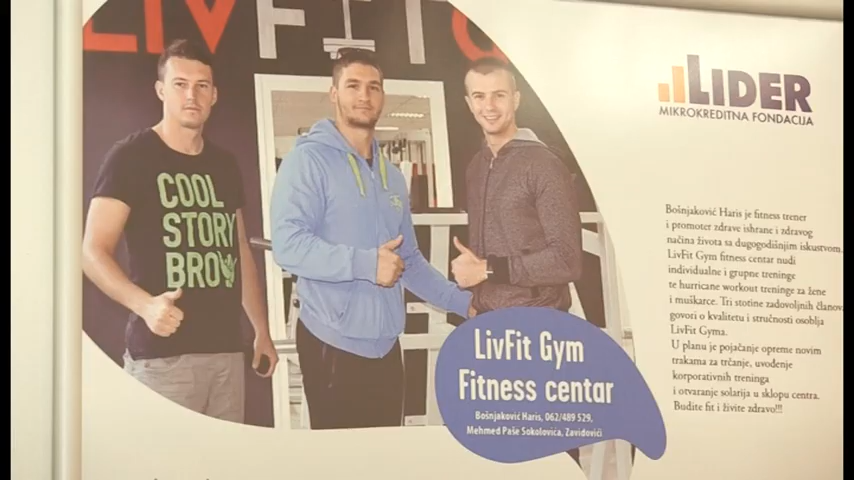 LIVFIT
LIDER
MIKROKREDITNA FONDACIJA
COOL
STORY
BRO
Bošnjaković Haris je fitness trener
i promoter zdrave ishrane i zdravog
načina života sa dugogodišnjim iskustvom.
LivFit Gym fitness centar nudi
individualne i grupne treninge
te hurricane workout treninge za žene
i muškarce. Tri stotine zadovoljnih članova
govori o kvalitetu i stručnosti osoblja
LivFit Gyma.
U planu je pojačanje opreme novim
trakama za trčanje, uvođenje
korporativnih treninga
i otvaranje solarija u sklopu centra.
Budite fit i živite zdravo!!!
LivFit Gym
Fitness centar
Bošnjaković Haris, 062/489 529,
Mehmed Paše Sokolovića, Zavidovići